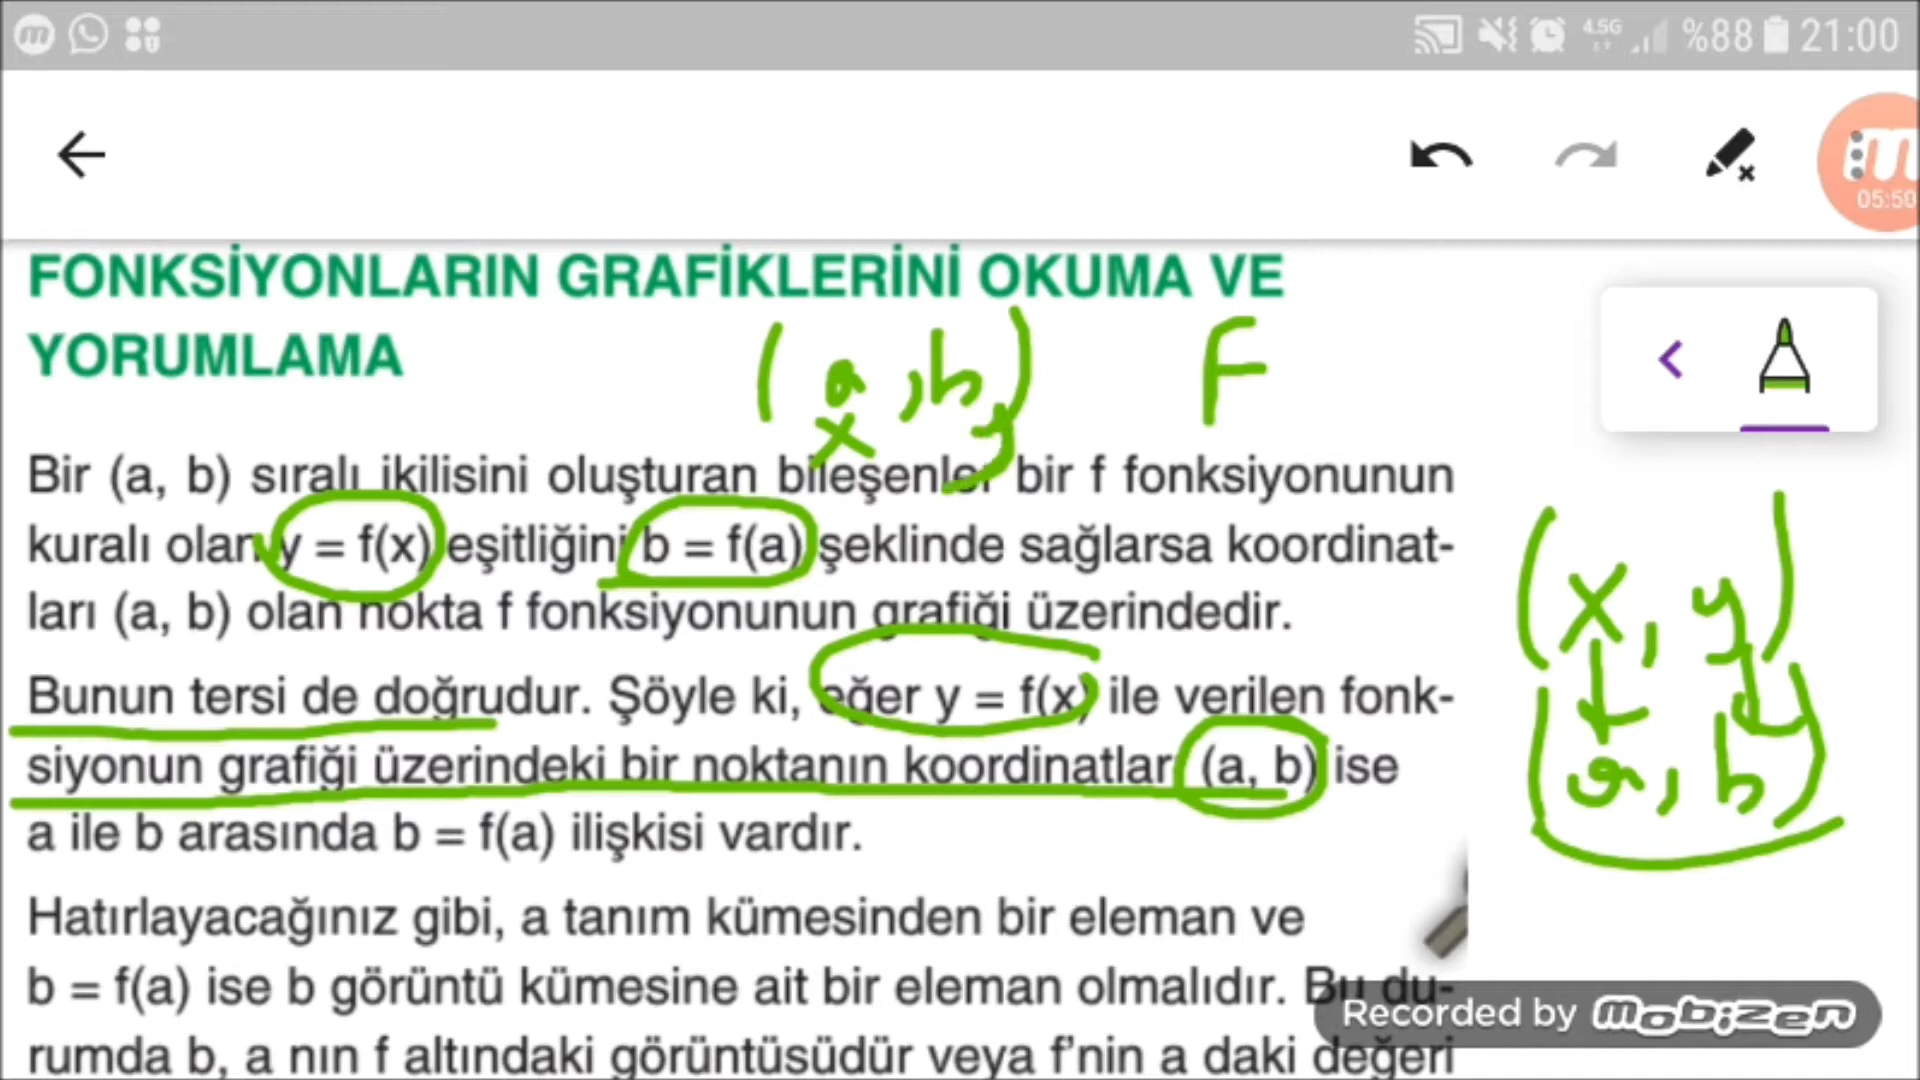 4.5G %88 21:00
05:50
FONKSİYONLARIN GRAFİKLERİNİ OKUMA VE
YORUMLAMA
(a, b) F
x y
Bir (a, b) sıralı ikilisini oluşturan bileşenler bir f fonksiyonunun
kuralı olan y = f(x) eşitliğini b = f(a) şeklinde sağlarsa koordinat-
ları (a, b) olan nokta f fonksiyonunun grafiği üzerindedir.
(x, y)
Bunun tersi de doğrudur. Şöyle ki, eğer y = f(x) ile verilen fonk-
siyonun grafiği üzerindeki bir noktanın koordinatları (a, b) ise
(a, b)
a ile b arasında b = f(a) ilişkisi vardır.
Hatırlayacağınız gibi, a tanım kümesinden bir eleman ve
b = f(a) ise b görüntü kümesine ait bir eleman olmalıdır. Bu du-
Recorded by mobizen
rumda b, a nın f altındaki görüntüsüdür veya f'nin a daki değeri